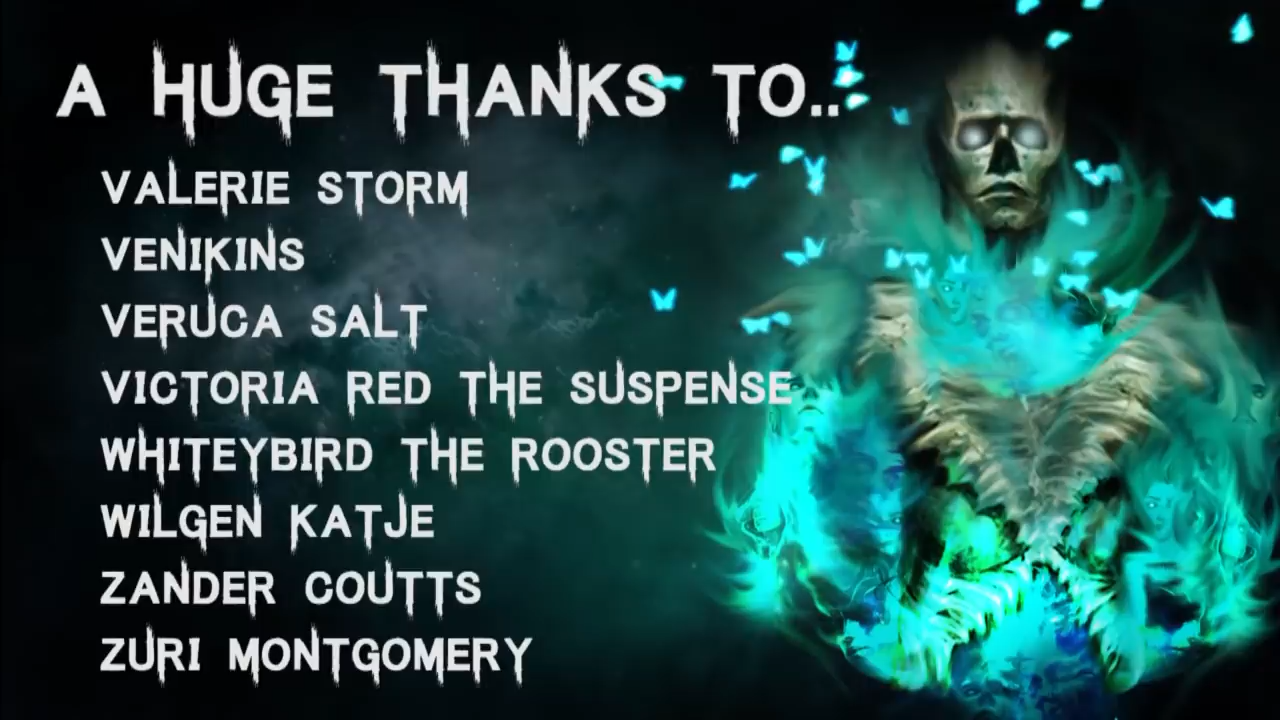 A HUGE THANKS TO..
VALERIE STORM
VENIKINS
VERUCA SALT
VICTORIA RED THE SUSPENSE
WHITEYBIRD THE ROOSTER
WILGEN KATJE
ZANDER COUTTS
ZURI MONTGOMERY